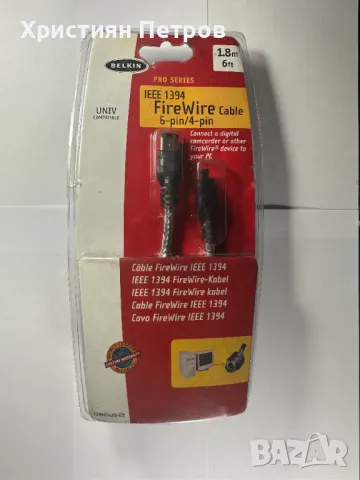 Християн Петров
BELKIN
1.8m
6ft
PRO SERIES
UNIV
COMPATIBLE
IEEE 1394
FireWire Cable
6-pin/4-pin
Connect a digital
camcorder or other
FireWire® device to
your PC
Câble FireWire IEEE 1394
IEEE 1394 FireWire-Kabel
IEEE 1394 FireWire kabel
Cable FireWire IEEE 1394
Cavo FireWire IEEE 1394
LIFETIME WARRANTY
BAZAR